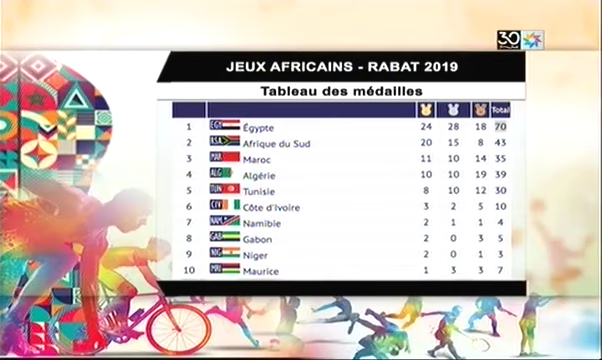 30
JEUX AFRICAINS - RABAT 2019
Tableau des médailles
Total
1 EGY Égypte 24 28 18 70
2 RSA Afrique du Sud 20 15 8 43
3 MAR Maroc 11 10 14 35
4 ALG Algérie 10 10 19 39
5 TUN Tunisie 8 10 12 30
6 CIV Côte d'Ivoire 3 2 5 10
7 NAM Namibie 2 1 1 4
8 GAB Gabon 2 0 3 5
9 NIG Niger 2 0 1 3
10 MRI Maurice 1 3 3 7